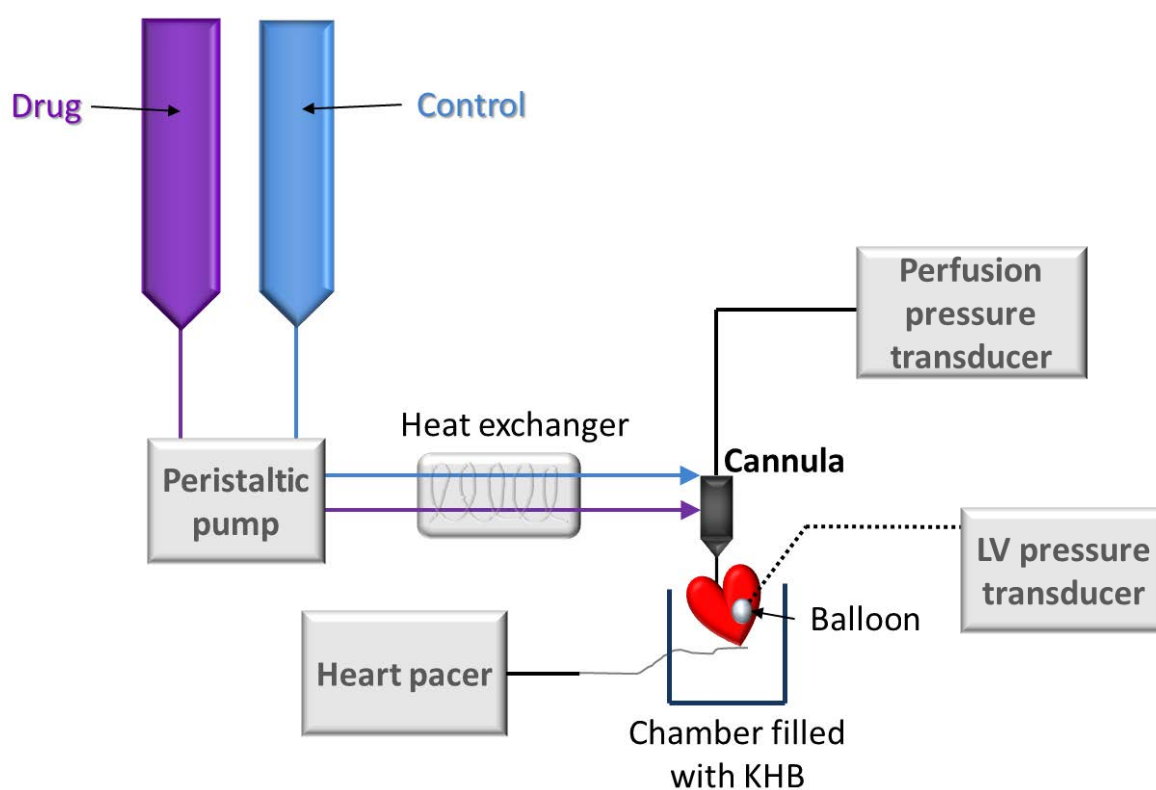 Drug
Control
Perfusion
pressure
transducer
Heat exchanger
Cannula
Peristaltic
pump
LV pressure
transducer
Balloon
Heart pacer
Chamber filled
with KHB